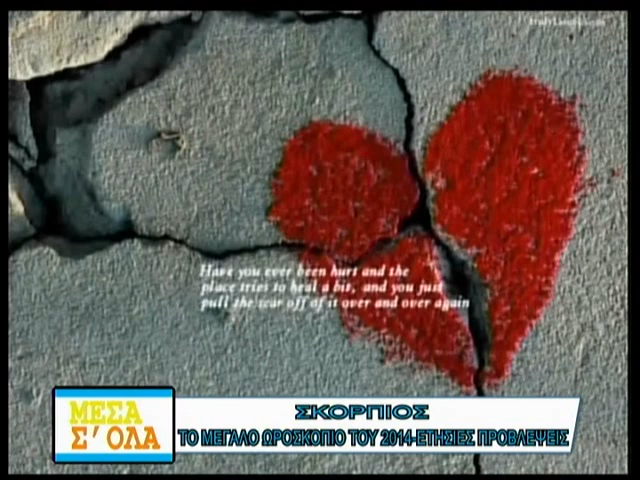 Have you ever been hurt and the
place tries to heal a bit, and you just
pull the scar off of it over and over again
ΜΕΣΑ
Σ' ΟΛΑ
ΣΚΟΡΠΙΟΣ
ΤΟ ΜΕΓΑΛΟ ΩΡΟΣΚΟΠΙΟ ΤΟΥ 2014-ΕΤΗΣΙΕΣ ΠΡΟΒΛΕΨΕΙΣ